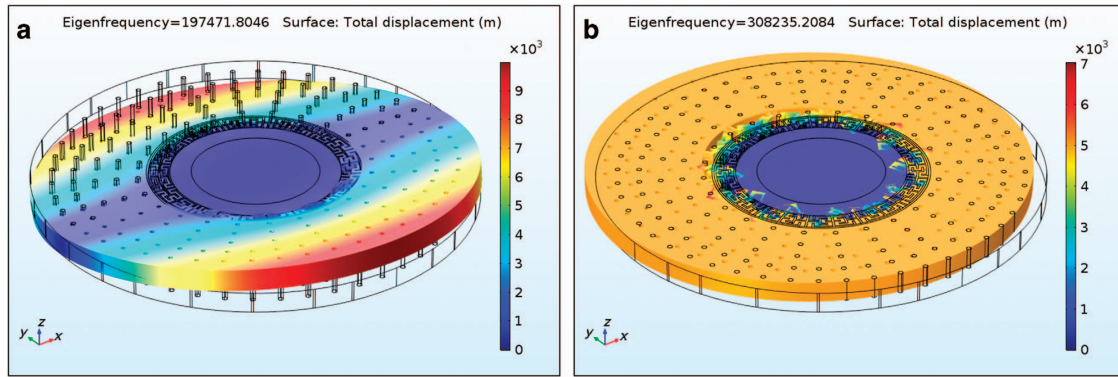 a
Eigenfrequency=197471.8046 Surface: Total displacement (m)
×10³
9
8
7
6
5
4
3
2
1
0
z
y
x
b
Eigenfrequency=308235.2084 Surface: Total displacement (m)
×10³
7
6
5
4
3
2
1
0
z
y
x